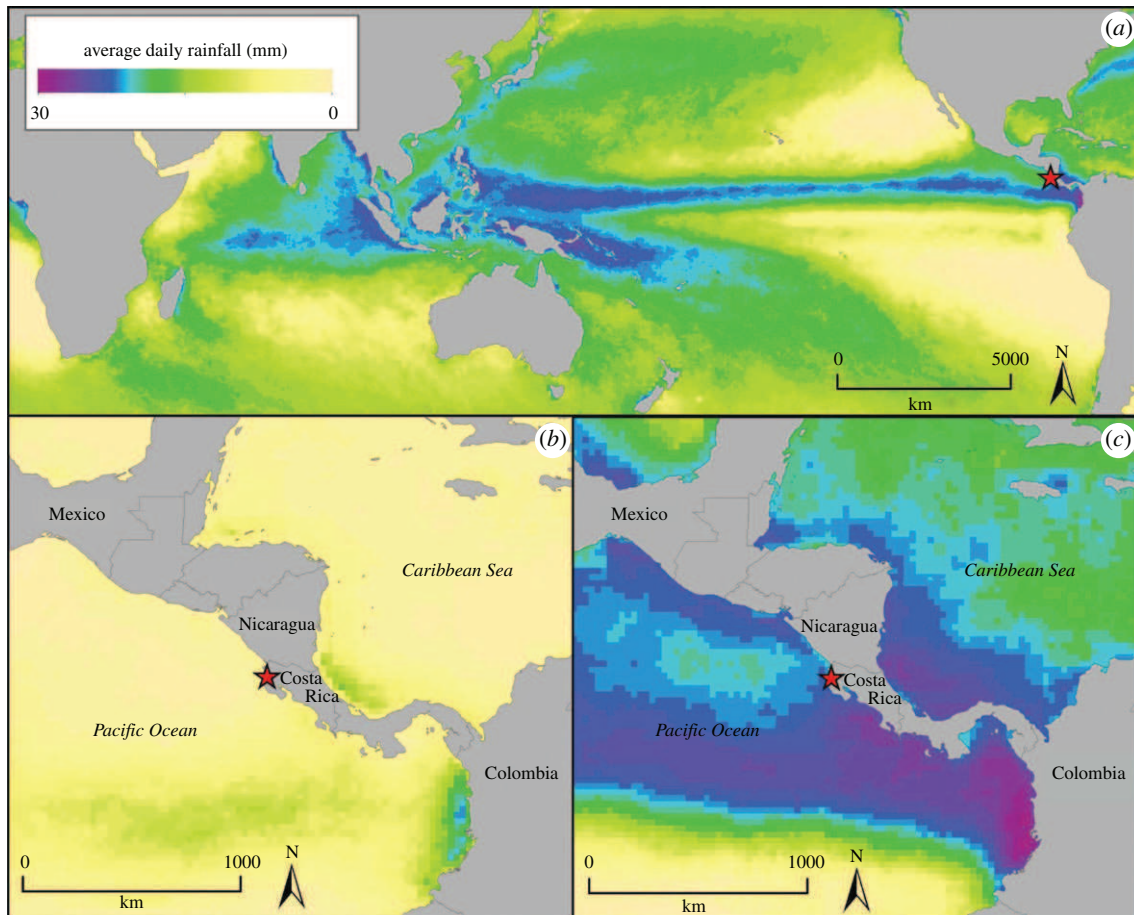 (a)
average daily rainfall (mm)
30 0
0 5000
km
N
(b)
Mexico
Caribbean Sea
Nicaragua
Costa
Rica
Pacific Ocean
Colombia
0 1000
km
N
(c)
Mexico
Caribbean Sea
Nicaragua
Costa
Rica
Pacific Ocean
Colombia
0 1000
km
N